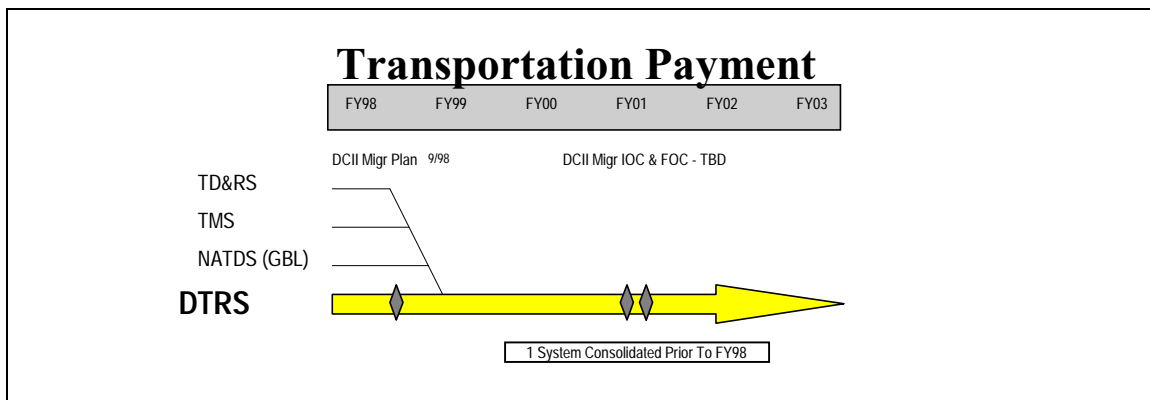 Transportation Payment
FY98 FY99 FY00 FY01 FY02 FY03
DCII Migr Plan 9/98 DCII Migr IOC & FOC - TBD
TD&RS
TMS
NATDS (GBL)
DTRS
1 System Consolidated Prior To FY98